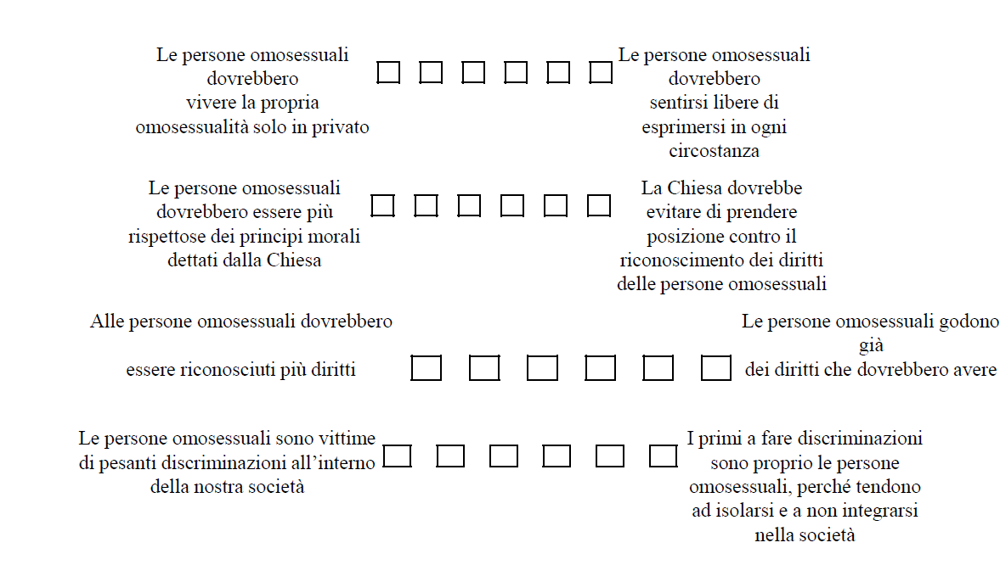 Le persone omosessuali
dovrebbero
vivere la propria
omosessualità solo in privato
Le persone omosessuali
dovrebbero
sentirsi libere di
esprimersi in ogni
circostanza
Le persone omosessuali
dovrebbero essere più
rispettose dei principi morali
dettati dalla Chiesa
La Chiesa dovrebbe
evitare di prendere
posizione contro il
riconoscimento dei diritti
delle persone omosessuali
Alle persone omosessuali dovrebbero
essere riconosciuti più diritti
Le persone omosessuali godono
già
dei diritti che dovrebbero avere
Le persone omosessuali sono vittime
di pesanti discriminazioni all’interno
della nostra società
I primi a fare discriminazioni
sono proprio le persone
omosessuali, perché tendono
ad isolarsi e a non integrarsi
nella società